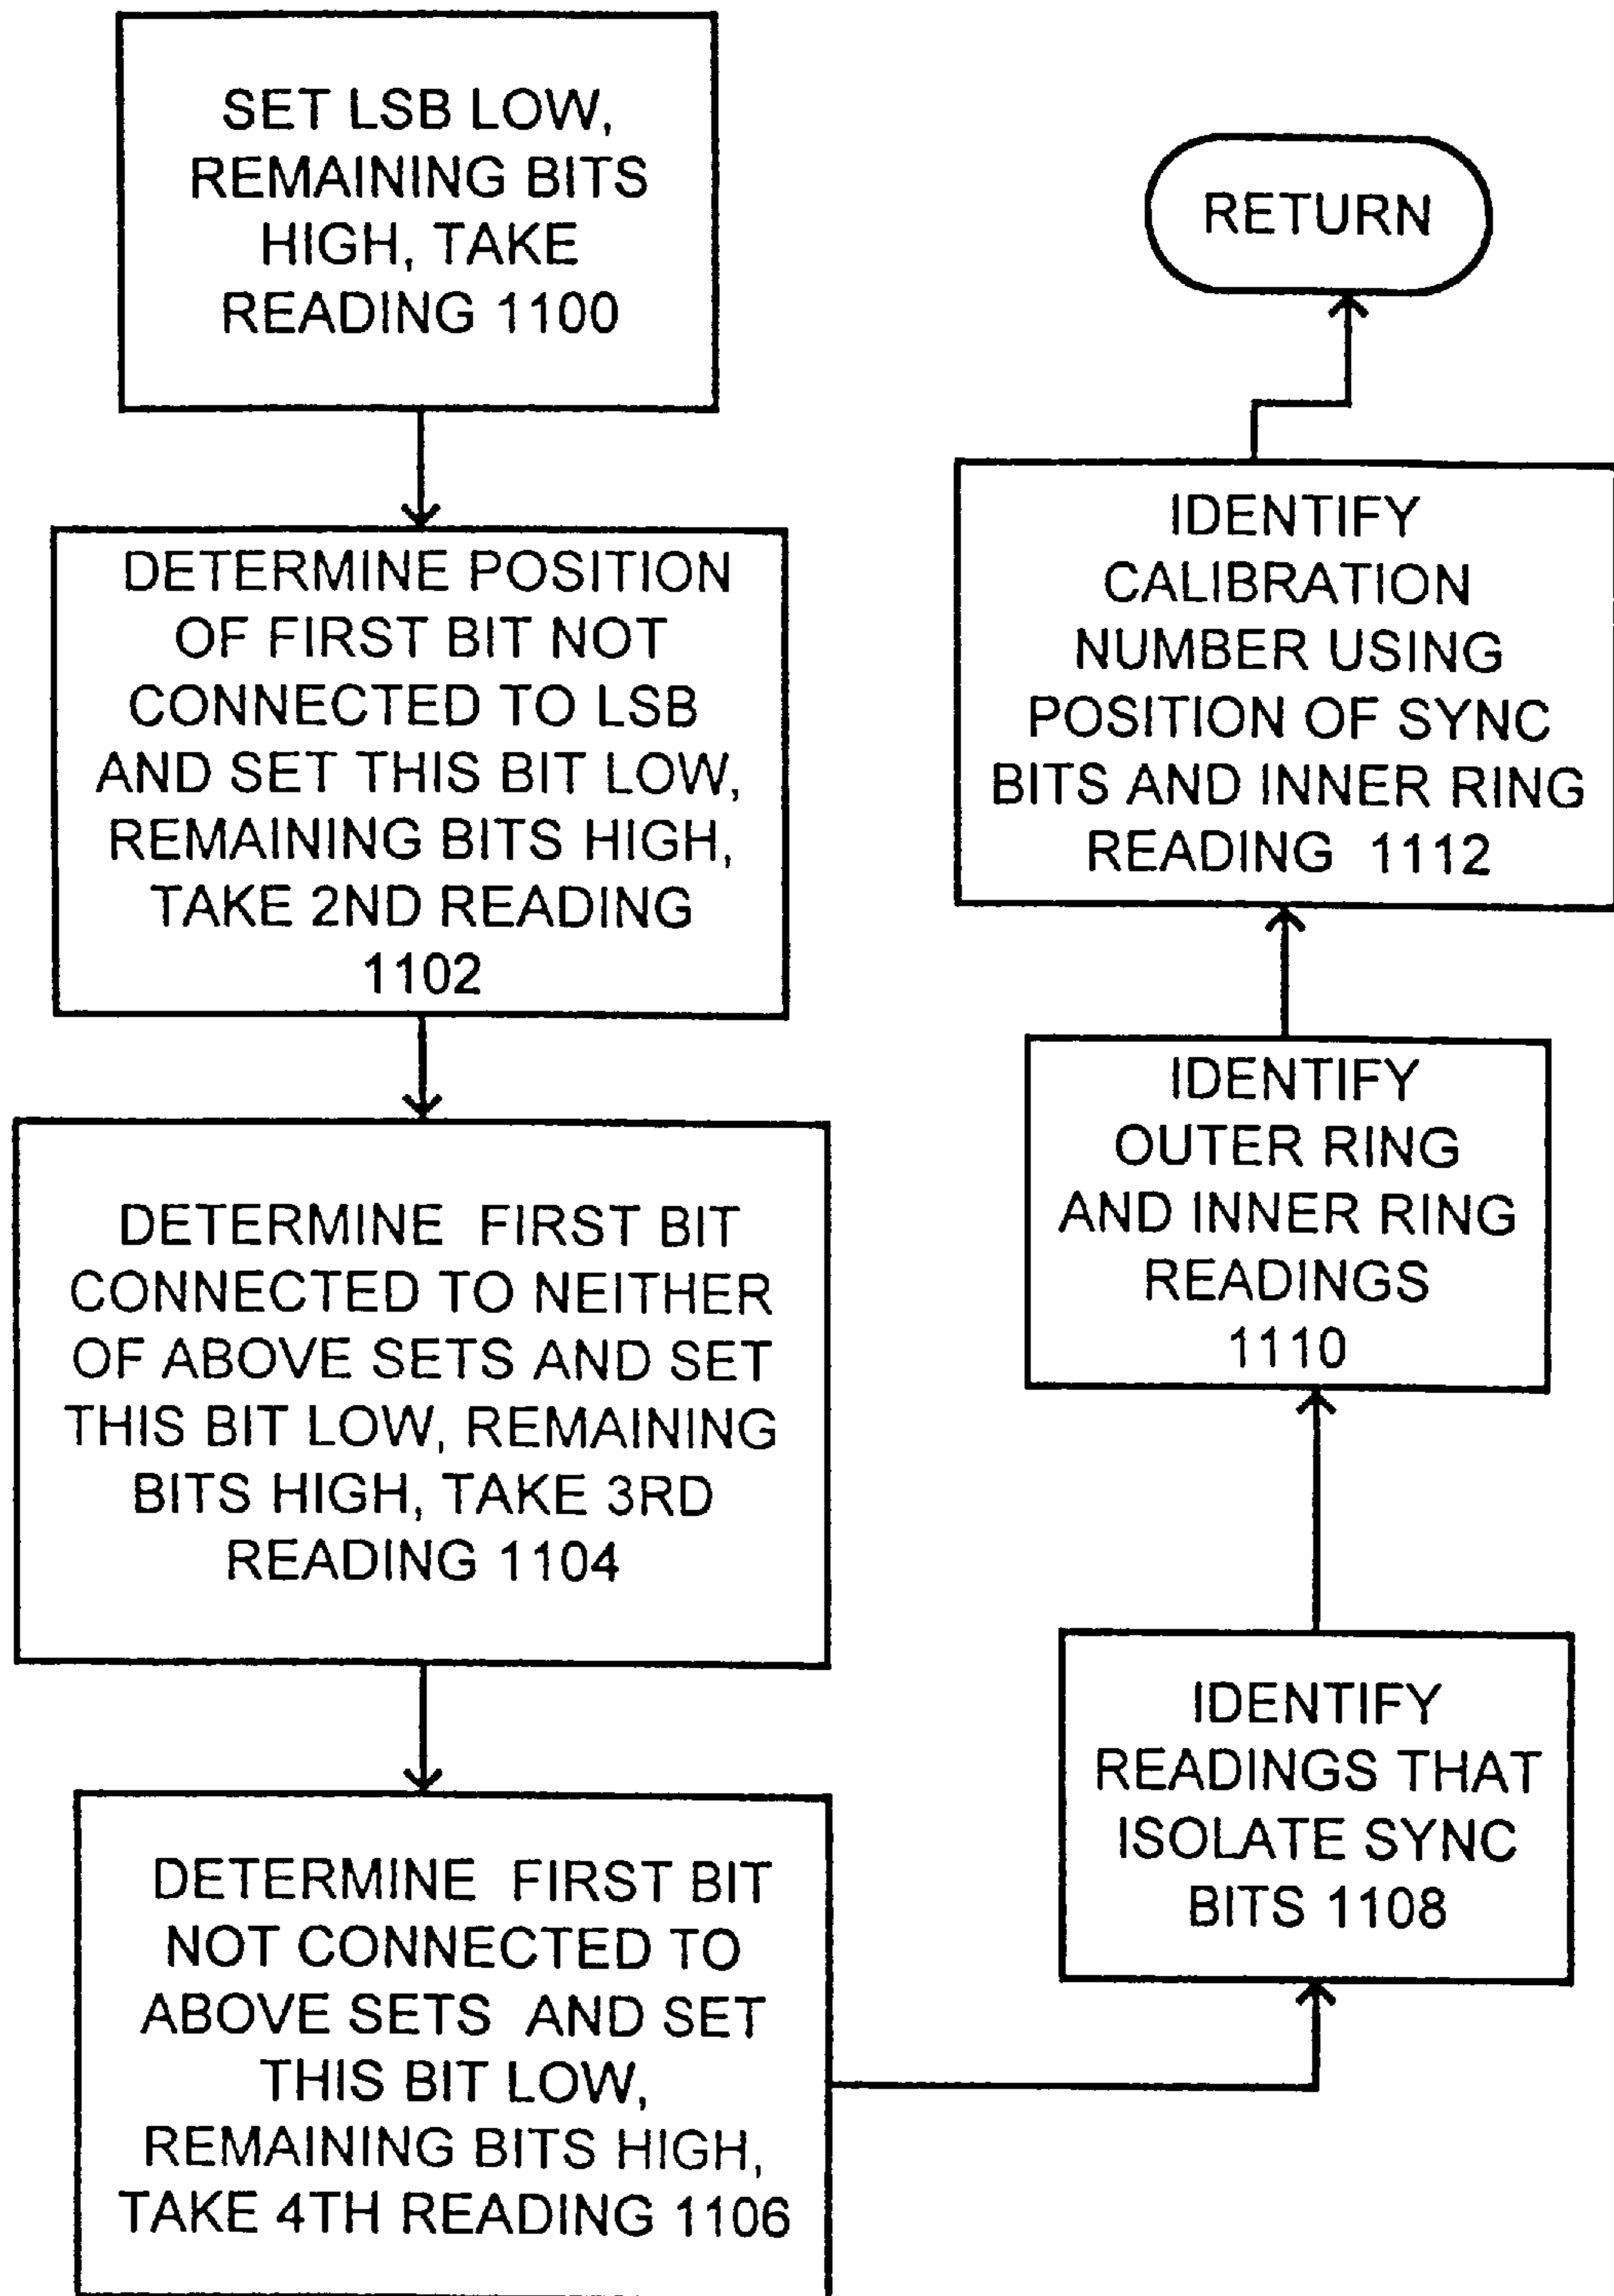 SET LSB LOW,
REMAINING BITS
HIGH, TAKE
READING 1100
DETERMINE POSITION
OF FIRST BIT NOT
CONNECTED TO LSB
AND SET THIS BIT LOW,
REMAINING BITS HIGH,
TAKE 2ND READING
1102
DETERMINE FIRST BIT
CONNECTED TO NEITHER
OF ABOVE SETS AND SET
THIS BIT LOW, REMAINING
BITS HIGH, TAKE 3RD
READING 1104
DETERMINE FIRST BIT
NOT CONNECTED TO
ABOVE SETS AND SET
THIS BIT LOW,
REMAINING BITS HIGH,
TAKE 4TH READING 1106
IDENTIFY
READINGS THAT
ISOLATE SYNC
BITS 1108
IDENTIFY
OUTER RING
AND INNER RING
READINGS
1110
IDENTIFY
CALIBRATION
NUMBER USING
POSITION OF SYNC
BITS AND INNER RING
READING 1112
RETURN